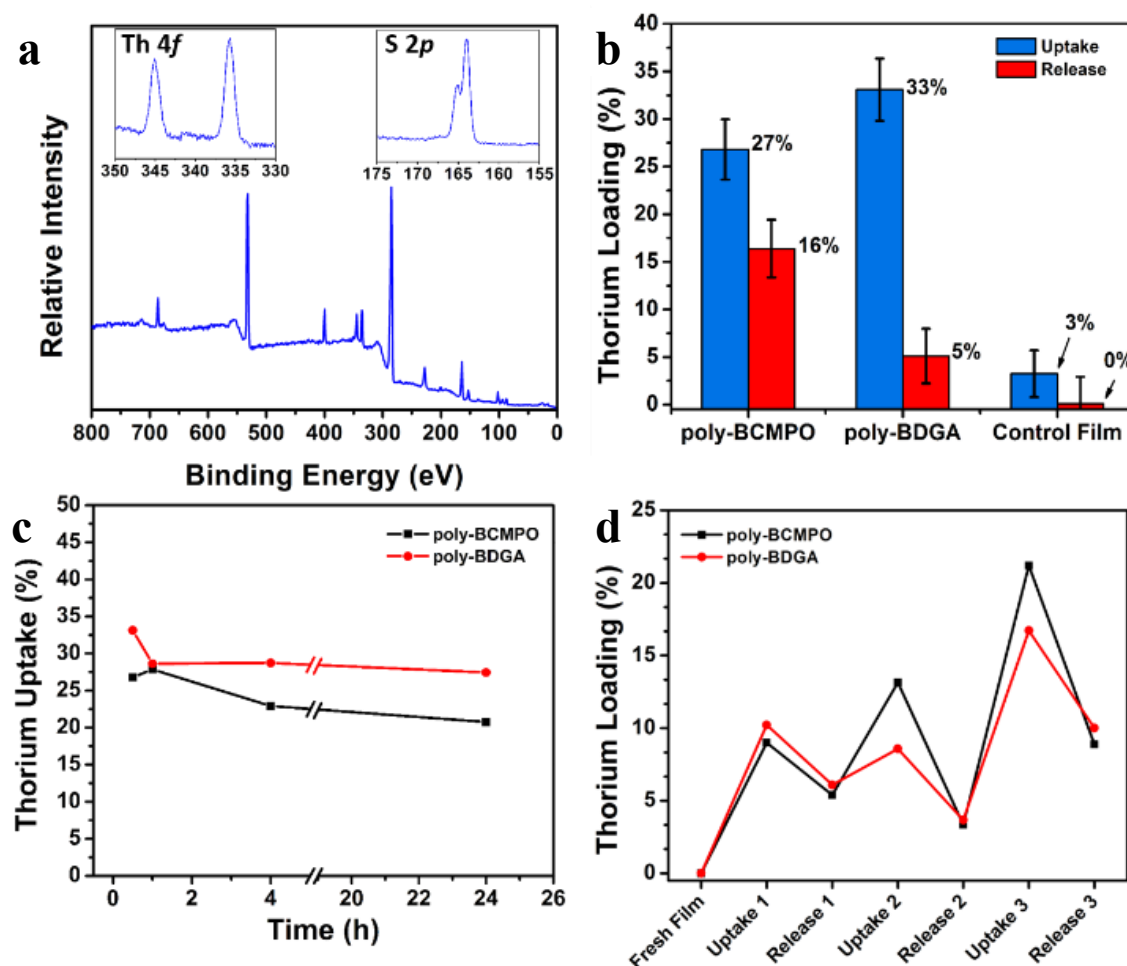 a
Th 4f
350 345 340 335 330
S 2p
175 170 165 160 155
Relative Intensity
800 700 600 500 400 300 200 100 0
Binding Energy (eV)
b
Uptake
Release
Thorium Loading (%)
40
35
30
25
20
15
10
5
0
27%
16%
33%
5%
3%
0%
poly-BCMPO poly-BDGA Control Film
c
poly-BCMPO
poly-BDGA
Thorium Uptake (%)
50
45
40
35
30
25
20
15
10
5
0
0 2 4 20 22 24 26
Time (h)
d
poly-BCMPO
poly-BDGA
Thorium Loading (%)
25
20
15
10
5
0
Fresh Film
Uptake 1
Release 1
Uptake 2
Release 2
Uptake 3
Release 3